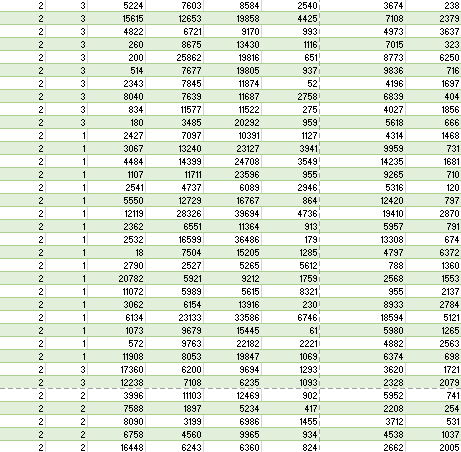 2 3 5224 7603 8584 2540 3674 238
2 3 15615 12653 19858 4425 7108 2379
2 3 4822 6721 9170 993 4973 3637
2 3 260 8675 13430 1116 7015 323
2 3 200 25862 19816 651 8773 6250
2 3 514 7677 19805 937 9836 716
2 3 2343 7845 11874 52 4196 1697
2 3 8040 7639 11687 2758 6839 404
2 3 834 11577 11522 275 4027 1856
2 3 180 3485 20292 959 5618 666
2 1 2427 7097 10391 1127 4314 1468
2 1 3067 13240 23127 3941 9959 731
2 1 4484 14399 24708 3549 14235 1681
2 1 1107 11711 23596 955 9265 710
2 1 2541 4737 6089 2946 5316 120
2 1 5550 12729 16767 864 12420 797
2 1 12119 28326 39694 4736 19410 2870
2 1 2362 6551 11364 913 5957 791
2 1 2532 16599 36486 179 13308 674
2 1 18 7504 15205 1285 4797 6372
2 1 2790 2527 5265 5612 788 1360
2 1 20782 5921 9212 1759 2568 1553
2 1 11072 5989 5615 8321 955 2137
2 1 3062 6154 13916 230 8933 2784
2 1 6134 23133 33586 6746 18594 5121
2 1 1073 9679 15445 61 5980 1265
2 1 572 9763 22182 2221 4882 2563
2 1 11908 8053 19847 1069 6374 698
2 3 17360 6200 9694 1293 3620 1721
2 3 12238 7108 6235 1093 2328 2079
2 2 3996 11103 12469 902 5952 741
2 2 7588 1897 5234 417 2208 254
2 2 8090 3199 6986 1455 3712 531
2 2 6758 4560 9965 934 4538 1037
2 2 16448 6243 6360 824 2662 2005